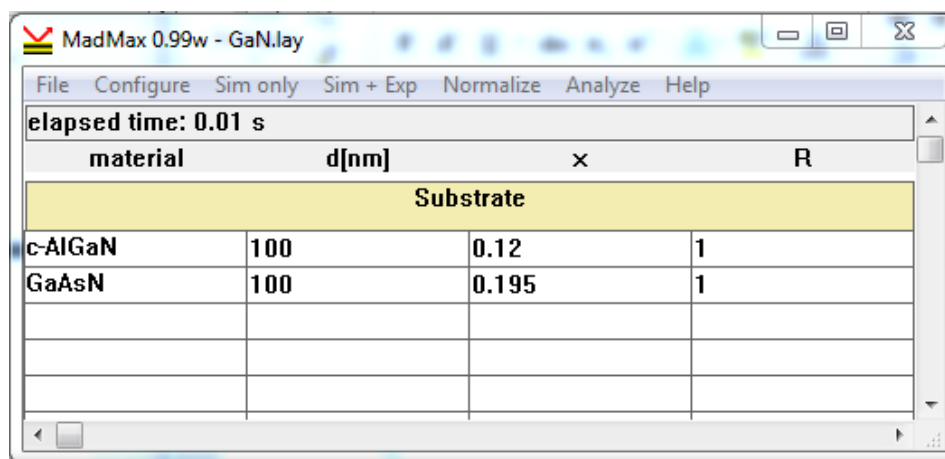 MadMax 0.99w - GaN.lay
File Configure Sim only Sim + Exp Normalize Analyze Help
elapsed time: 0.01 s
material d[nm] x R
Substrate
c-AlGaN 100 0.12 1
GaAsN 100 0.195 1